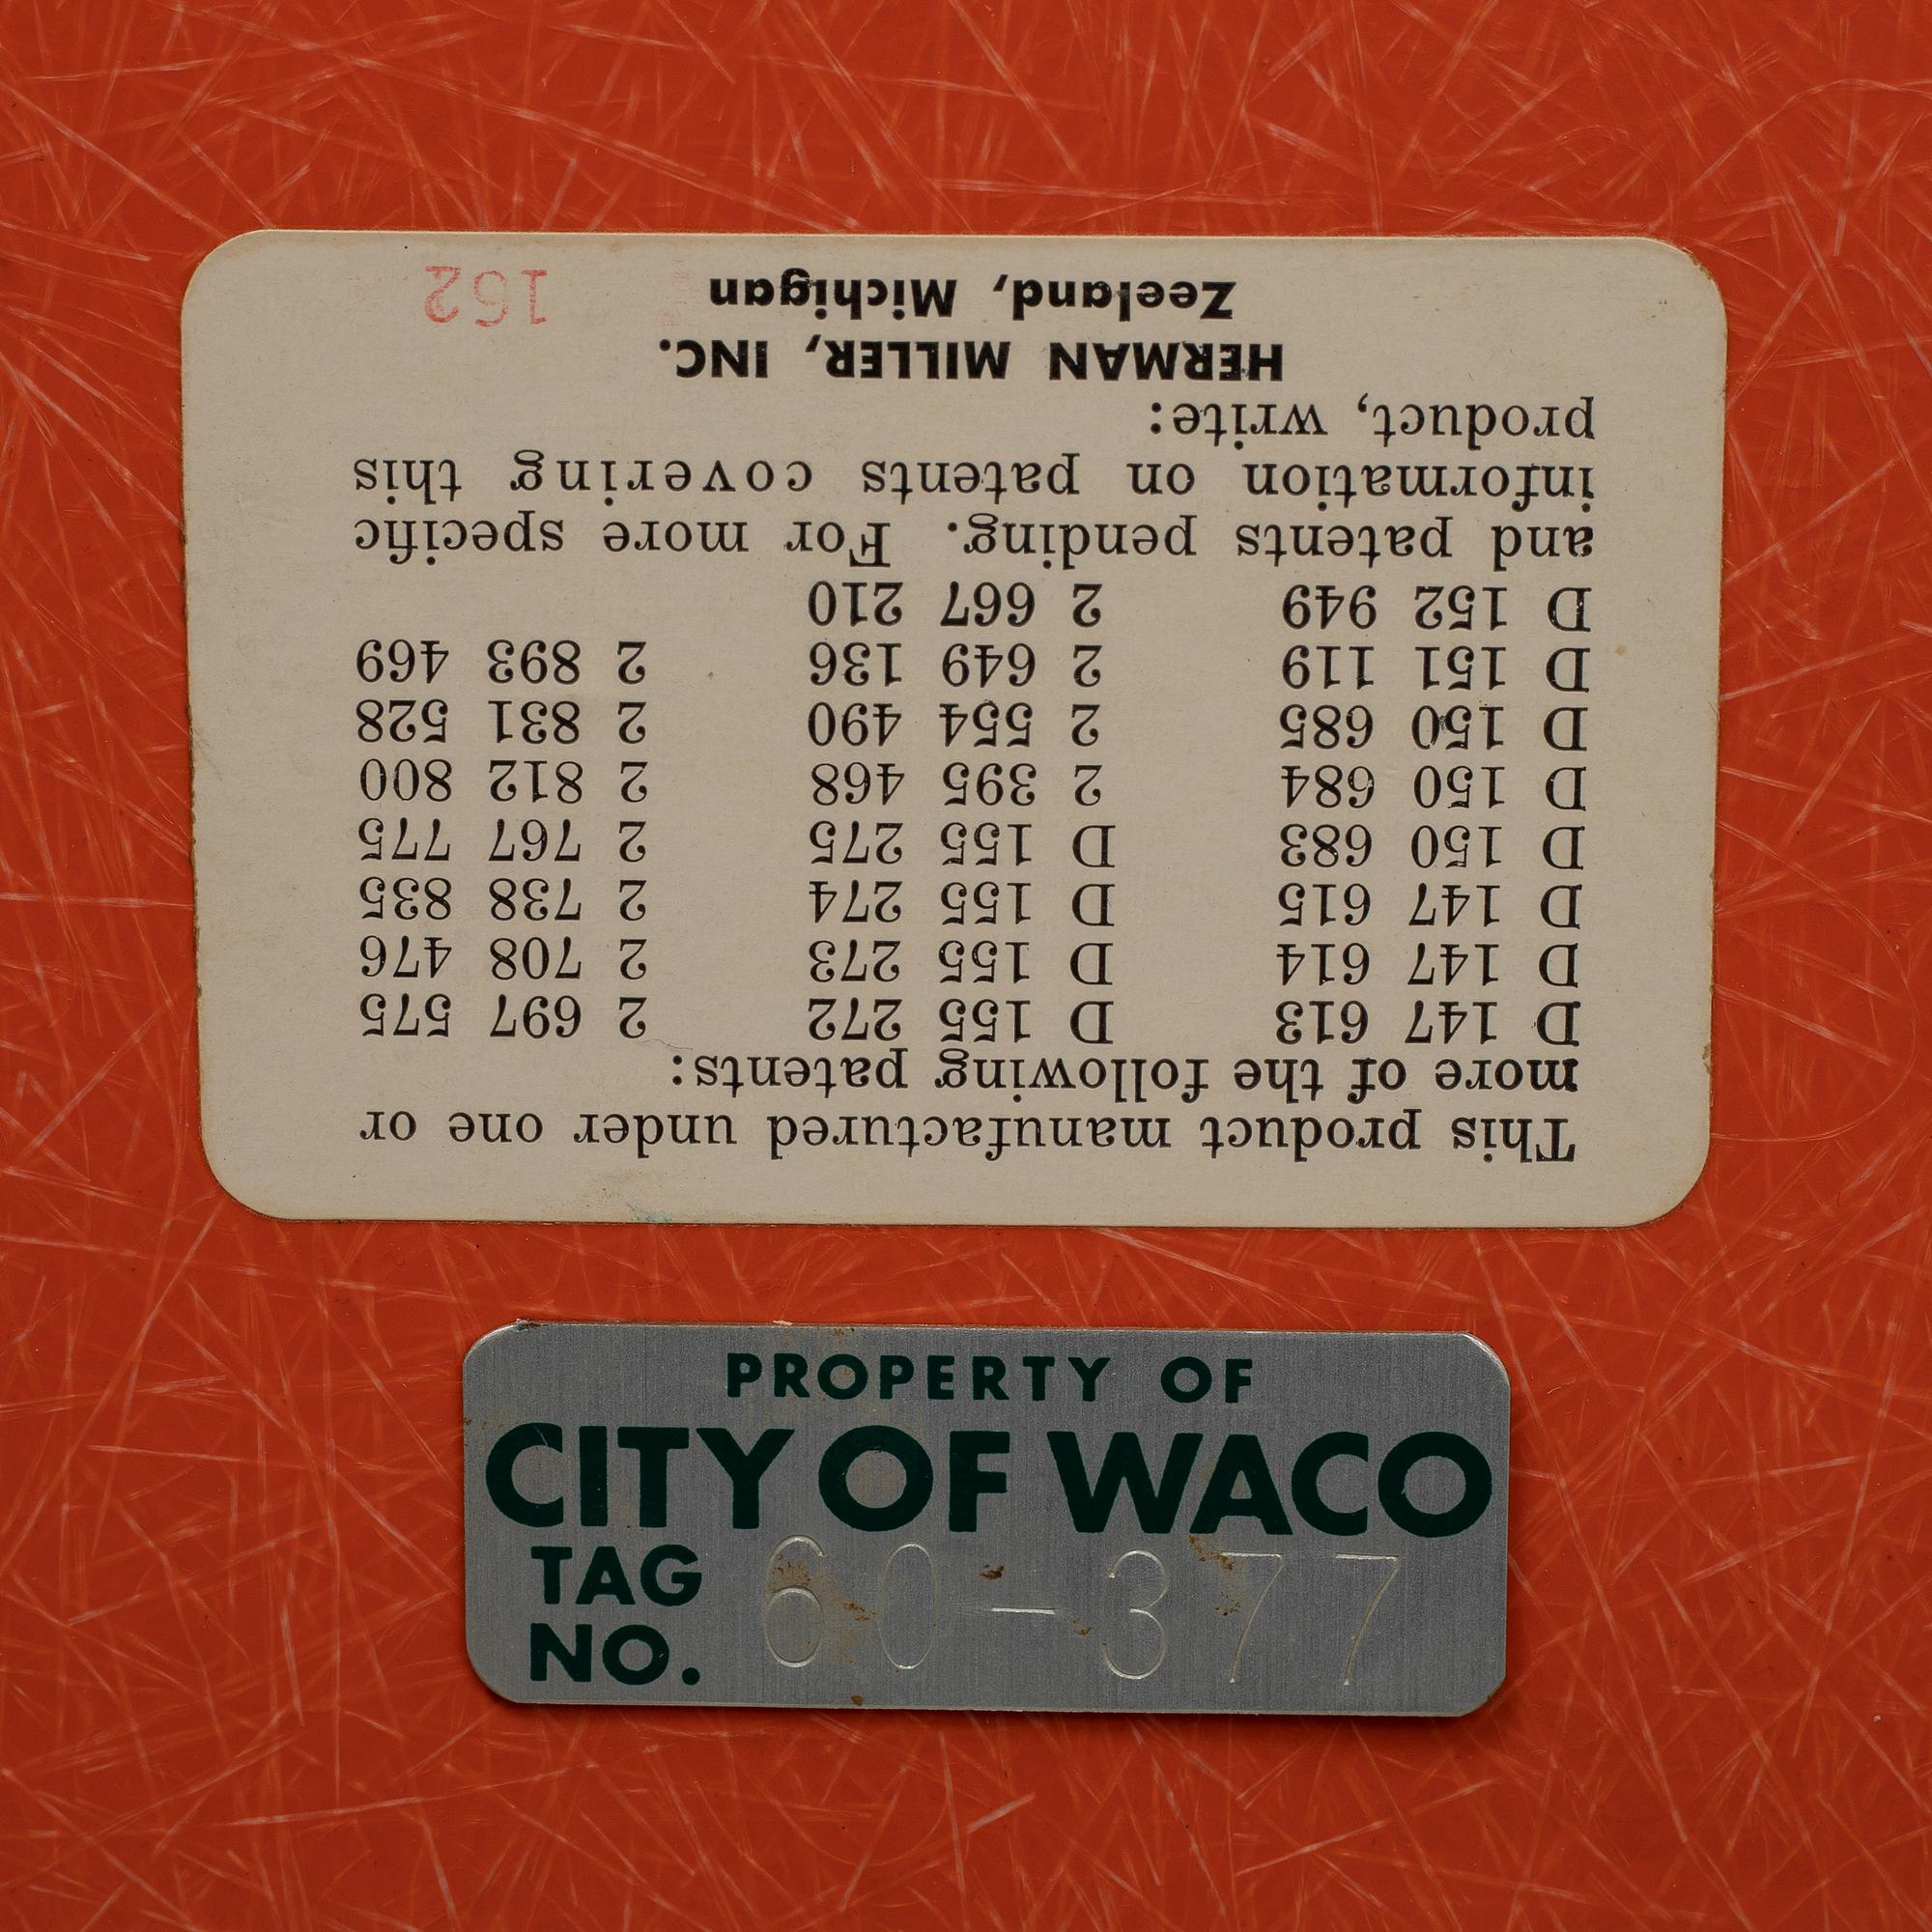 This product manufactured under one or
more of the following patents:
D 147 613 D 155 272 2 697 575
D 147 614 D 155 273 2 708 476
D 147 615 D 155 274 2 738 835
D 150 683 D 155 275 2 767 775
D 150 684 2 395 468 2 812 800
D 150 685 2 554 490 2 831 528
D 151 119 2 649 136 2 893 469
D 152 949 2 667 210
and patents pending. For more specific
information on patents covering this
product, write:
HERMAN MILLER, INC.
Zeeland, Michigan
PROPERTY OF
CITY OF WACO
TAG
NO. 60-377